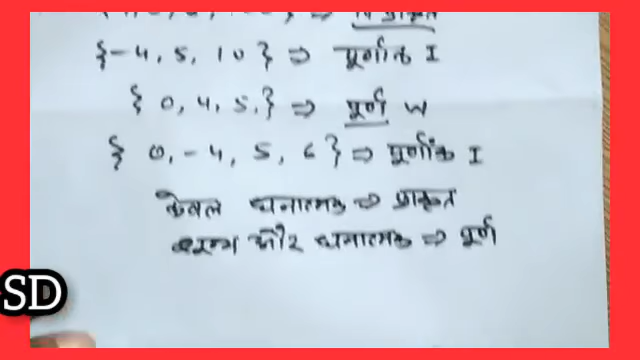 ⇒ प्राकृत
{-4, 5, 10} ⇒ पूर्णांक I
{0, 4, 5,} ⇒ पूर्ण W
{0, -4, 5, 6} ⇒ पूर्णांक I
केवल धनात्मक ⇒ प्राकृत
शून्य और धनात्मक ⇒ पूर्ण
SD